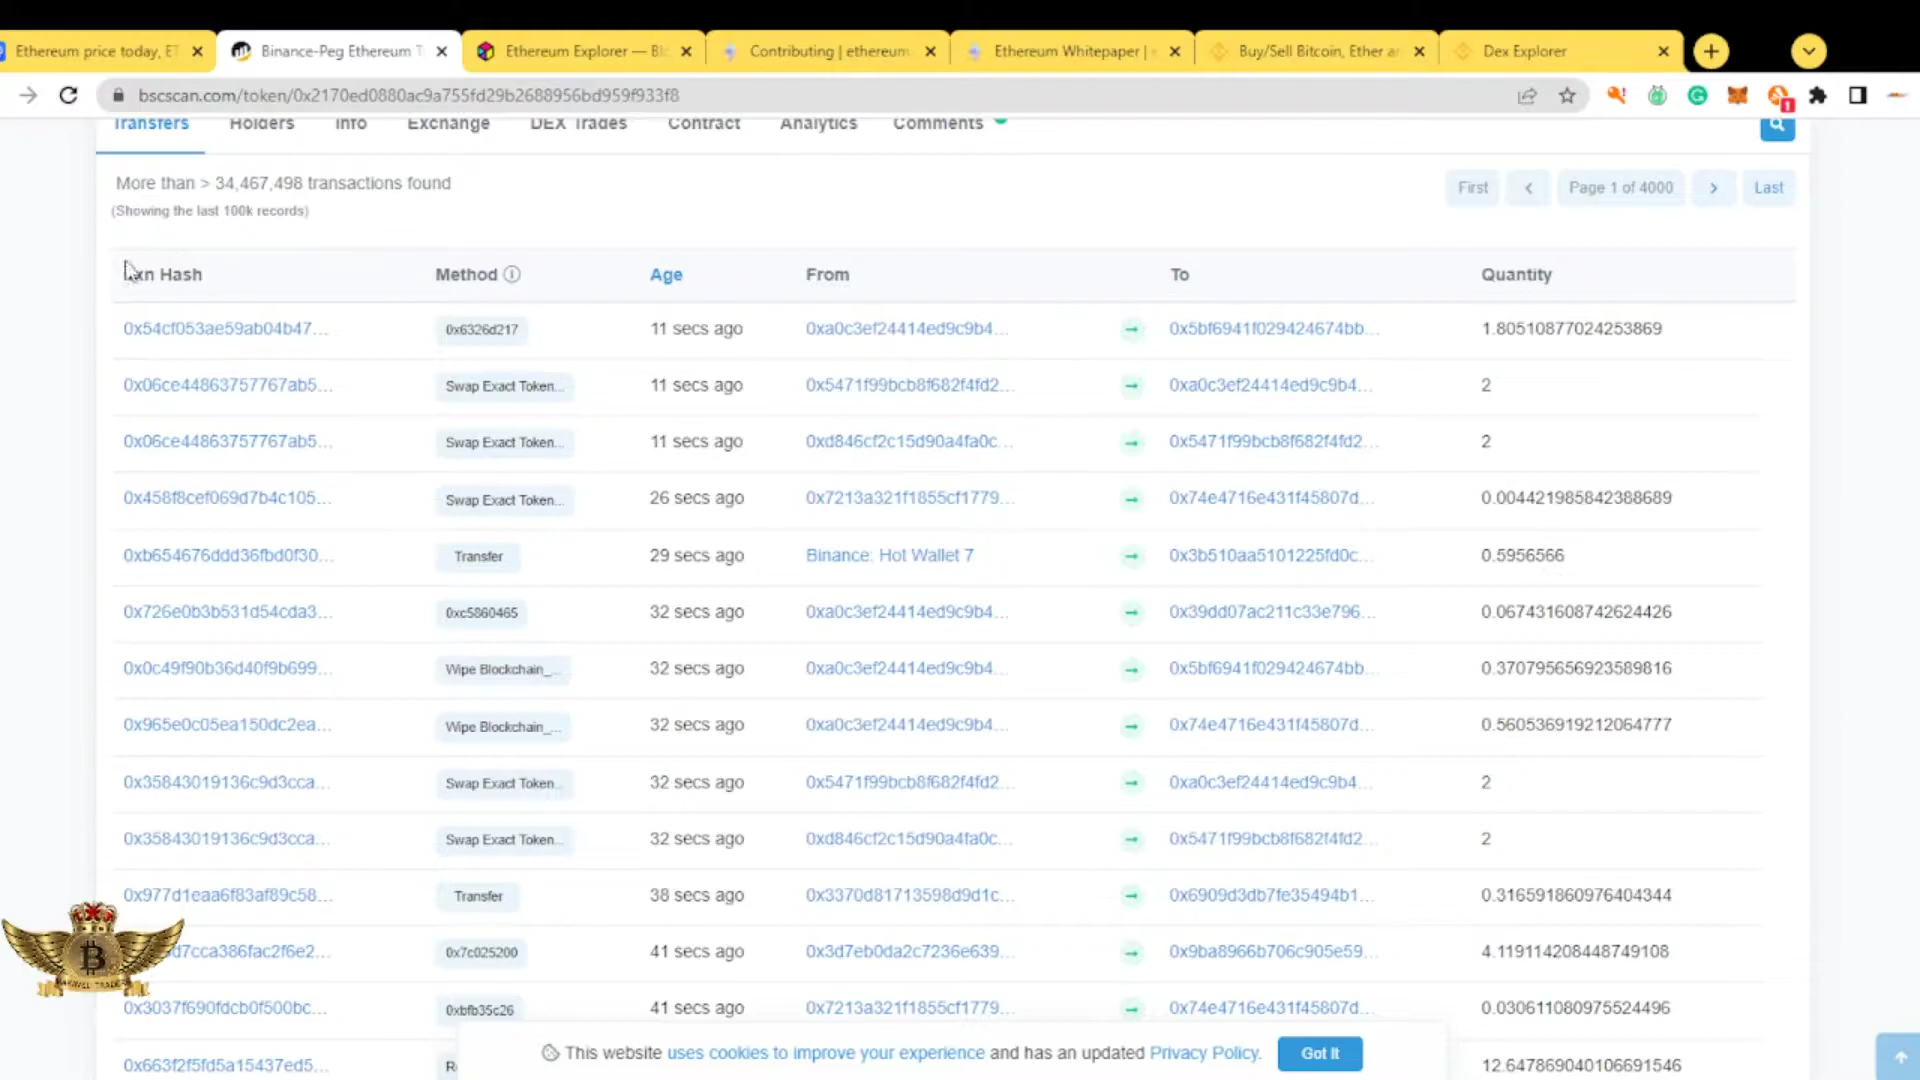 Ethereum price today, ET
Binance-Peg Ethereum T
Ethereum Explorer — Blo
Contributing | ethereum.
Ethereum Whitepaper | e
Buy/Sell Bitcoin, Ether an
Dex Explorer
bscscan.com/token/0x2170ed0880ac9a755fd29b2688956bd959f933f8
1
Transfers Holders Info Exchange DEX Trades Contract Analytics Comments
More than > 34,467,498 transactions found
(Showing the last 100k records)
First Page 1 of 4000 Last
Txn Hash Method Age From To Quantity
0x54cf053ae59ab04b47... 0x6326d217 11 secs ago 0xa0c3ef24414ed9c9b4... 0x5bf6941f029424674bb... 1.80510877024253869
0x06ce44863757767ab5... Swap Exact Token... 11 secs ago 0x5471f99bcb8f682f4fd2... 0xa0c3ef24414ed9c9b4... 2
0x06ce44863757767ab5... Swap Exact Token... 11 secs ago 0xd846cf2c15d90a4fa0c... 0x5471f99bcb8f682f4fd2... 2
0x458f8cef069d7b4c105... Swap Exact Token... 26 secs ago 0x7213a321f1855cf1779... 0x74e4716e431f45807d... 0.004421985842388689
0xb654676ddd36fbd0f30... Transfer 29 secs ago Binance: Hot Wallet 7 0x3b510aa5101225fd0c... 0.5956566
0x726e0b3b531d54cda3... 0xc5860465 32 secs ago 0xa0c3ef24414ed9c9b4... 0x39dd07ac211c33e796... 0.067431608742624426
0x0c49f90b36d40f9b699... Wipe Blockchain_... 32 secs ago 0xa0c3ef24414ed9c9b4... 0x5bf6941f029424674bb... 0.370795656923589816
0x965e0c05ea150dc2ea... Wipe Blockchain_... 32 secs ago 0xa0c3ef24414ed9c9b4... 0x74e4716e431f45807d... 0.560536919212064777
0x35843019136c9d3cca... Swap Exact Token... 32 secs ago 0x5471f99bcb8f682f4fd2... 0xa0c3ef24414ed9c9b4... 2
0x35843019136c9d3cca... Swap Exact Token... 32 secs ago 0xd846cf2c15d90a4fa0c... 0x5471f99bcb8f682f4fd2... 2
0x977d1eaa6f83af89c58... Transfer 38 secs ago 0x3370d81713598d9d1c... 0x6909d3db7fe35494b1... 0.316591860976404344
d7cca386fac2f6e2... 0x7c025200 41 secs ago 0x3d7eb0da2c7236e639... 0x9ba8966b706c905e59... 4.119114208448749108
0x3037f690fdcb0f500bc... 0xbfb35c26 41 secs ago 0x7213a321f1855cf1779... 0x74e4716e431f45807d... 0.030611080975524496
0x663f2f5fd5a15437ed5... R 12.647869040106691546
This website uses cookies to improve your experience and has an updated Privacy Policy. Got It